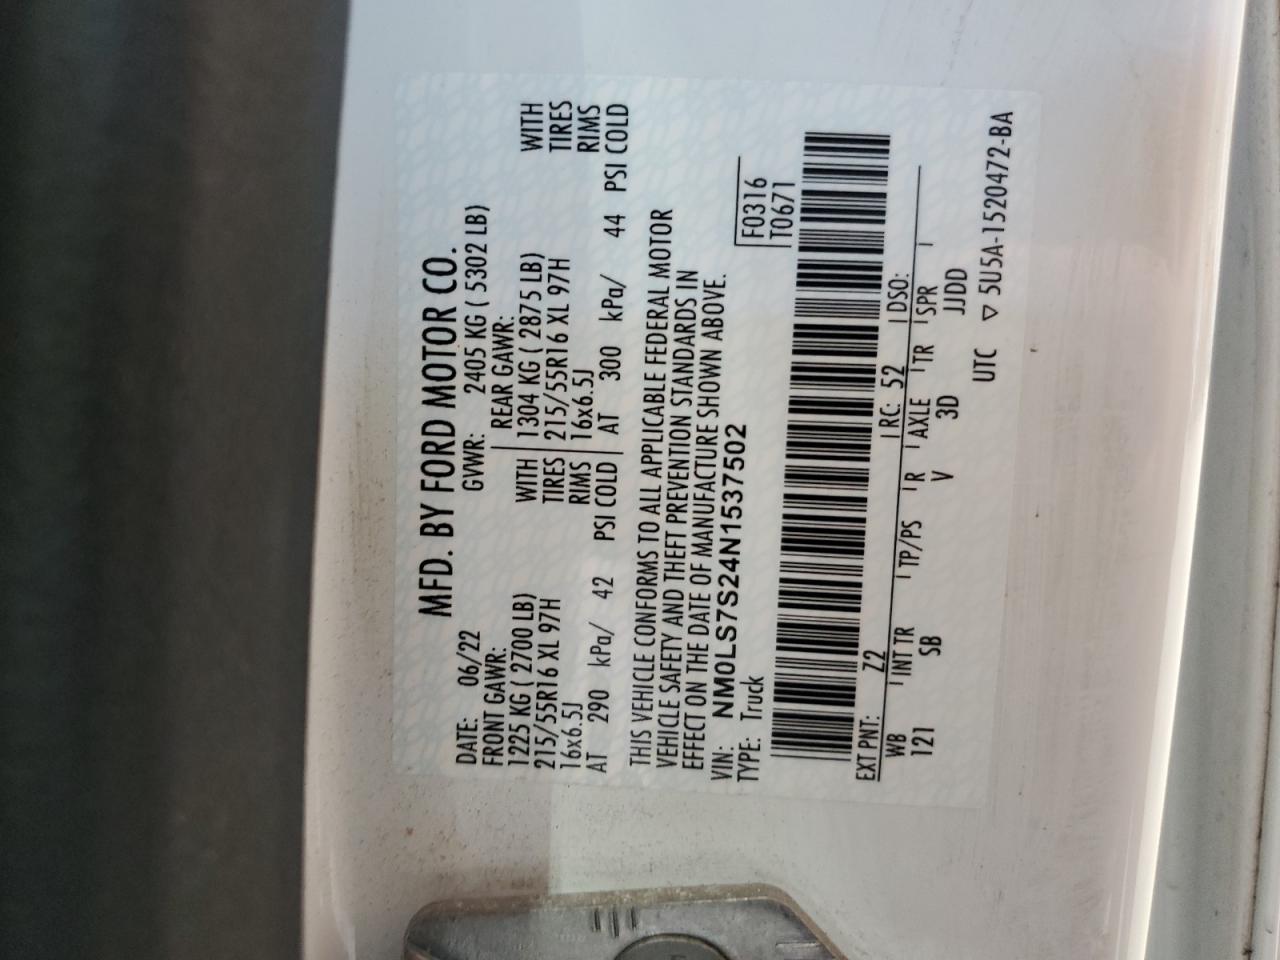 MFD. BY FORD MOTOR CO.
DATE: 06/22 GVWR: 2405 KG ( 5302 LB)
FRONT GAWR: REAR GAWR:
1225 KG ( 2700 LB) WITH 1304 KG ( 2875 LB) WITH
215/55R16 XL 97H TIRES 215/55R16 XL 97H TIRES
16x6.5J RIMS 16x6.5J RIMS
AT 290 kPa/ 42 PSI COLD AT 300 kPa/ 44 PSI COLD
THIS VEHICLE CONFORMS TO ALL APPLICABLE FEDERAL MOTOR
VEHICLE SAFETY AND THEFT PREVENTION STANDARDS IN
EFFECT ON THE DATE OF MANUFACTURE SHOWN ABOVE.
VIN: NM0LS7S24N1537502 F0316
TYPE: Truck T0671
EXT PNT: Z2 RC: 52 DSO:
WB INT TR TP/PS R AXLE TR SPR
121 SB V 3D JJDD
UTC ▽ 5U5A-1520472-BA